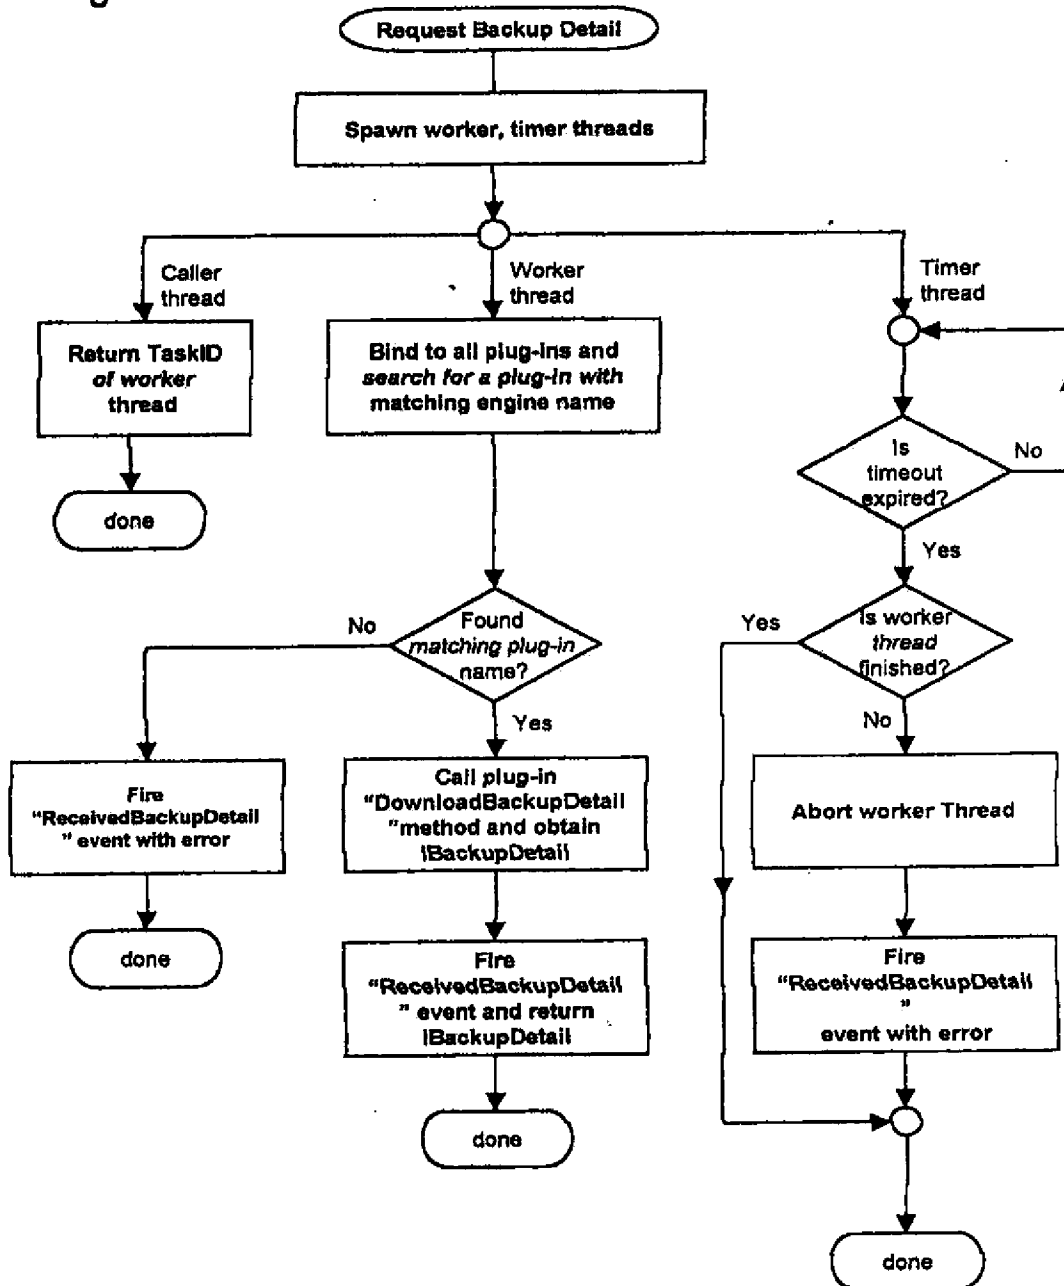 Request Backup Detail
Spawn worker, timer threads
Caller
thread
Worker
thread
Timer
thread
Return TaskID
of worker
thread
done
Bind to all plug-ins and
search for a plug-in with
matching engine name
Is
timeout
expired?
No
Yes
Found
matching plug-in
name?
No
Yes
Is worker
thread
finished?
Yes
No
Fire
"ReceivedBackupDetail
" event with error
done
Call plug-in
"DownloadBackupDetail
"method and obtain
IBackupDetail
Fire
"ReceivedBackupDetail
" event and return
IBackupDetail
done
Abort worker Thread
Fire
"ReceivedBackupDetail
"
event with error
done